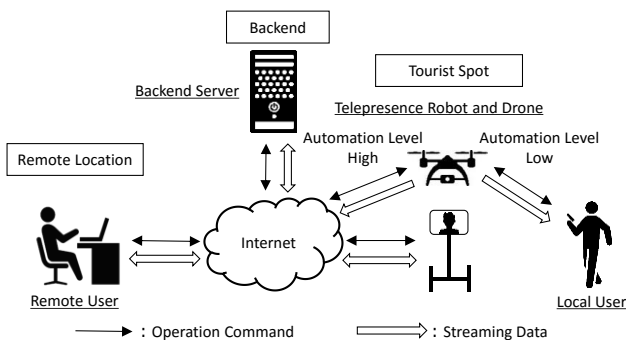 Backend
Backend Server
Tourist Spot
Telepresence Robot and Drone
Automation Level
High
Automation Level
Low
Remote Location
Internet
Remote User
Local User
: Operation Command
: Streaming Data